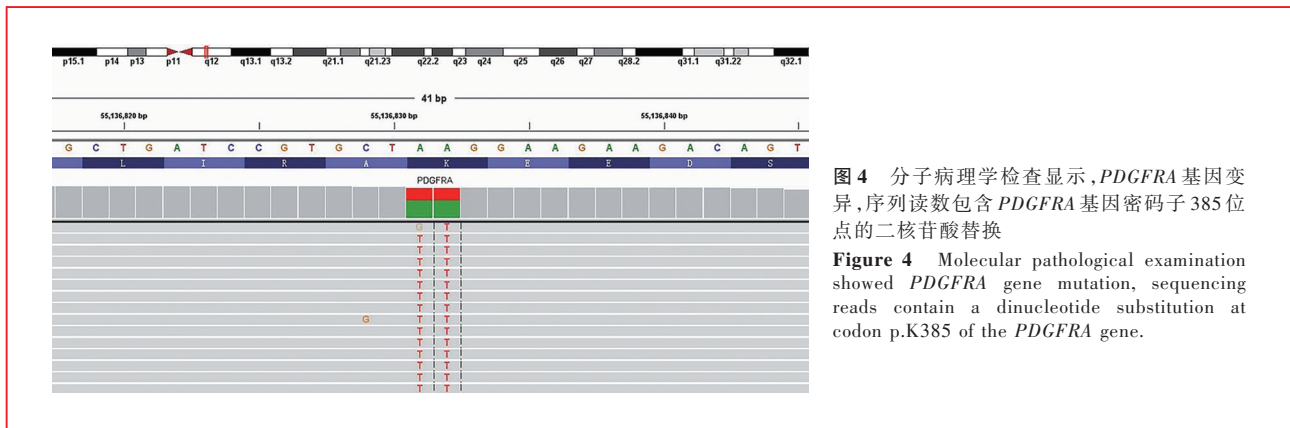 p15.1 p14 p13 p11 q12 q13.1 q13.2 q21.1 q21.23 q22.2 q23 q24 q25 q26 q27 q28.2 q31.1 q31.22 q32.1
41 bp
55,136,820 bp 55,136,830 bp 55,136,840 bp
G C T G A T C C G T G C T A A G G A A G A A G A C A G T
L I R A K E E D S
PDGFRA
G T
T T
T T
T T
T T
T T
T T
T T
G T T
T T
T T
T T
T T
T T
T T
图4 分子病理学检查显示,PDGFRA基因变
异,序列读数包含PDGFRA基因密码子385位
点的二核苷酸替换
Figure 4 Molecular pathological examination
showed PDGFRA gene mutation, sequencing
reads contain a dinucleotide substitution at
codon p.K385 of the PDGFRA gene.